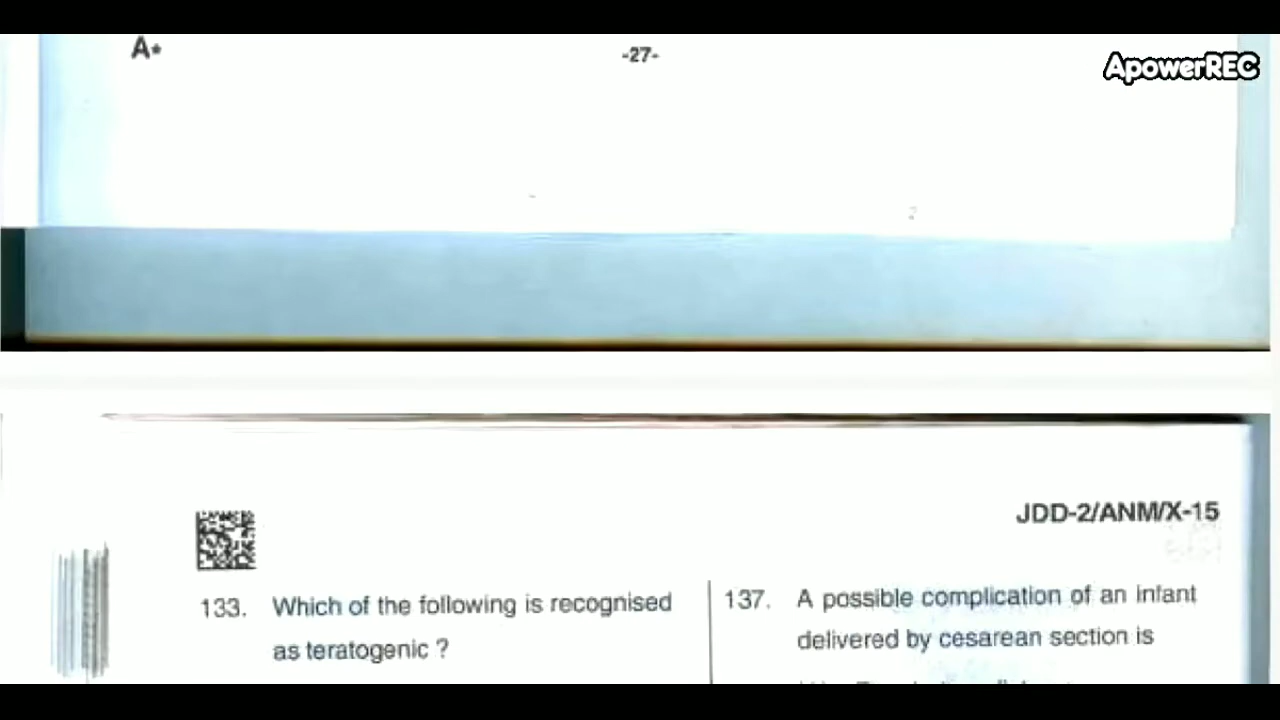 A*
-27-
ApowerREC
JDD-2/ANM/X-15
133. Which of the following is recognised
as teratogenic ?
137. A possible complication of an infant
delivered by cesarean section is